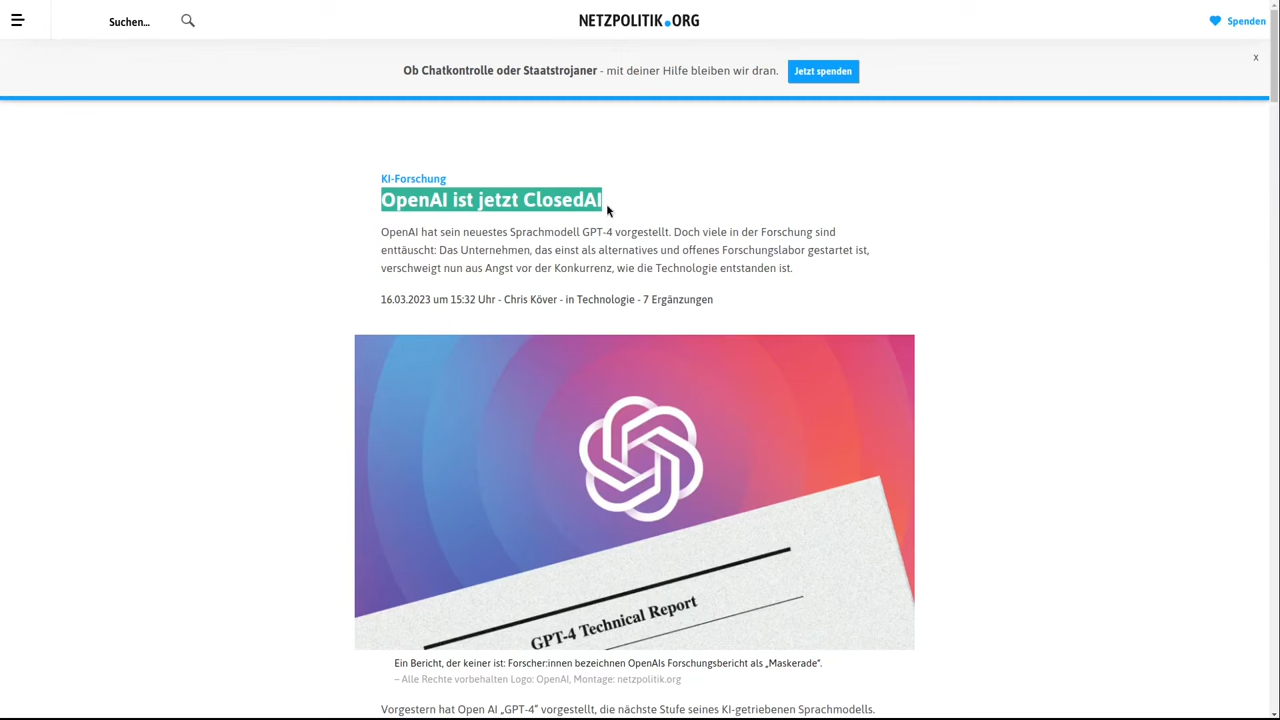 Suchen...
NETZPOLITIK.ORG
Spenden
Ob Chatkontrolle oder Staatstrojaner - mit deiner Hilfe bleiben wir dran.
Jetzt spenden
x
KI-Forschung
OpenAI ist jetzt ClosedAI
OpenAI hat sein neuestes Sprachmodell GPT-4 vorgestellt. Doch viele in der Forschung sind
enttäuscht: Das Unternehmen, das einst als alternatives und offenes Forschungslabor gestartet ist,
verschweigt nun aus Angst vor der Konkurrenz, wie die Technologie entstanden ist.
16.03.2023 um 15:32 Uhr - Chris Köver - in Technologie - 7 Ergänzungen
GPT-4 Technical Report
Ein Bericht, der keiner ist: Forscher:innen bezeichnen OpenAIs Forschungsbericht als „Maskerade“.
– Alle Rechte vorbehalten Logo: OpenAI, Montage: netzpolitik.org
Vorgestern hat Open AI „GPT-4“ vorgestellt, die nächste Stufe seines KI-getriebenen Sprachmodells.